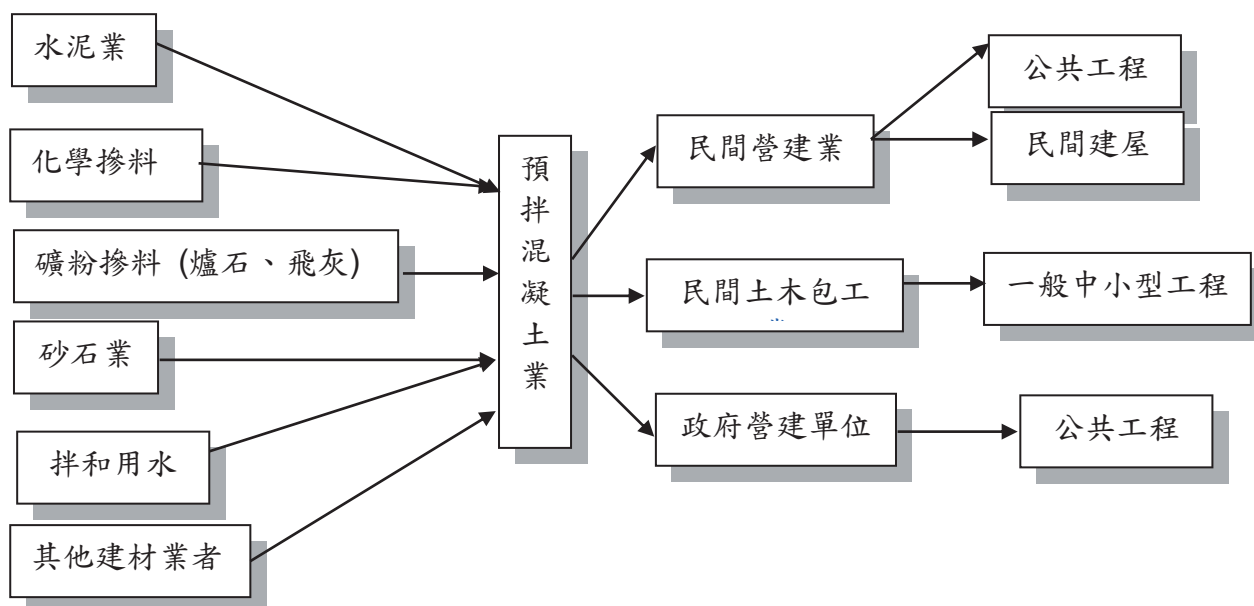 水泥業
化學摻料
礦粉摻料 (爐石、飛灰)
砂石業
拌和用水
其他建材業者
預拌混凝土業
民間營建業
民間土木包工
政府營建單位
公共工程
民間建屋
一般中小型工程
公共工程